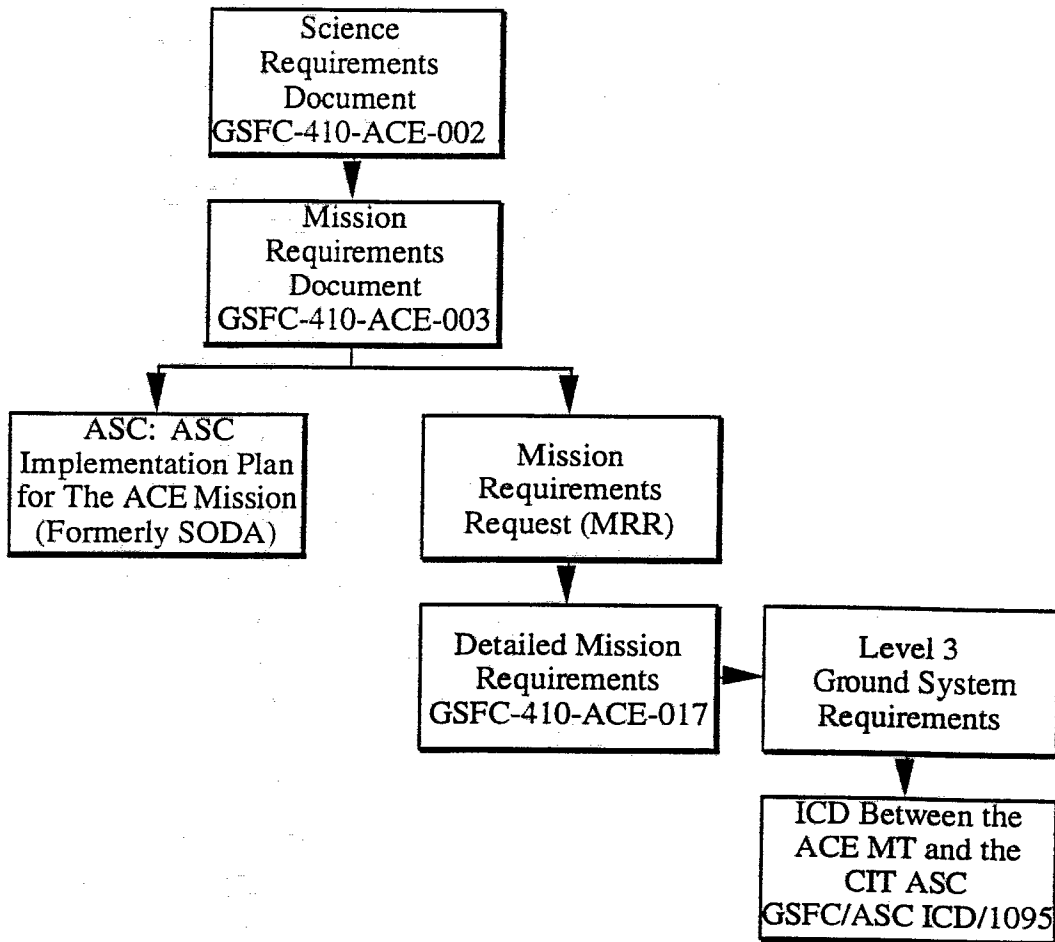 Science
Requirements
Document
GSFC-410-ACE-002
Mission
Requirements
Document
GSFC-410-ACE-003
ASC: ASC
Implementation Plan
for The ACE Mission
(Formerly SODA)
Mission
Requirements
Request (MRR)
Detailed Mission
Requirements
GSFC-410-ACE-017
Level 3
Ground System
Requirements
ICD Between the
ACE MT and the
CIT ASC
GSFC/ASC ICD/1095